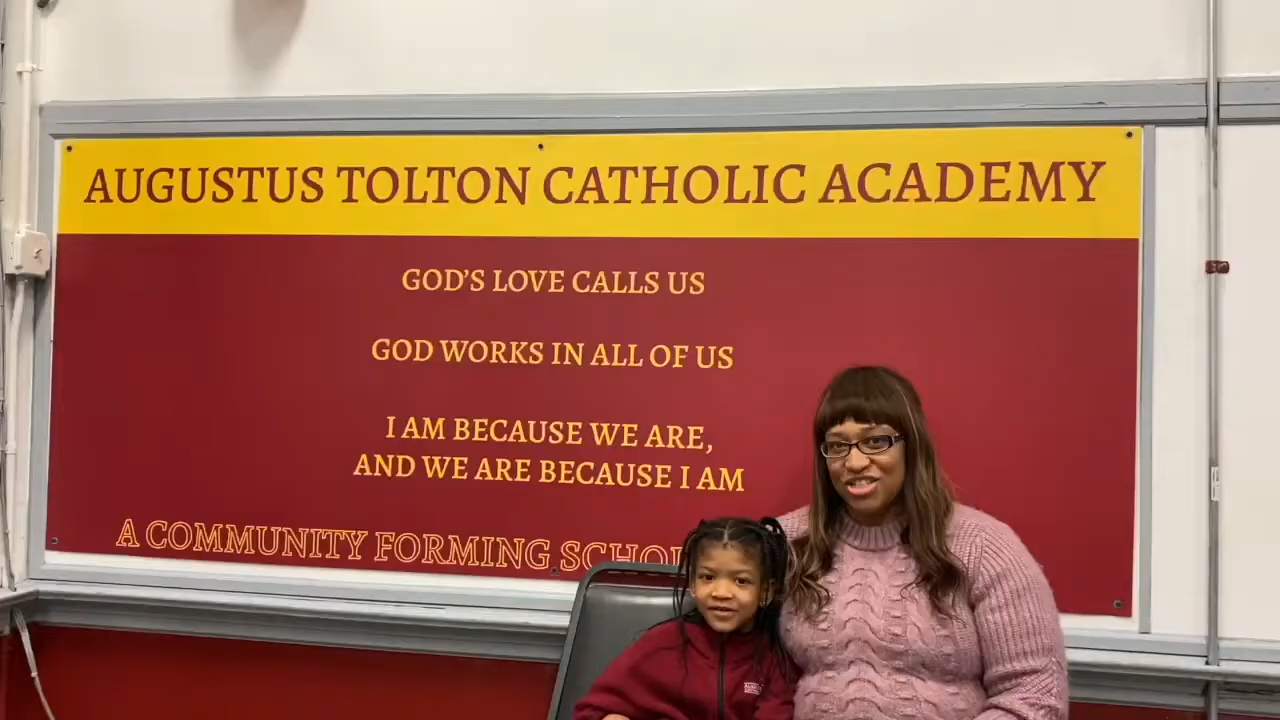 AUGUSTUS TOLTON CATHOLIC ACADEMY
GOD'S LOVE CALLS US
GOD WORKS IN ALL OF US
I AM BECAUSE WE ARE,
AND WE ARE BECAUSE I AM
A COMMUNITY FORMING